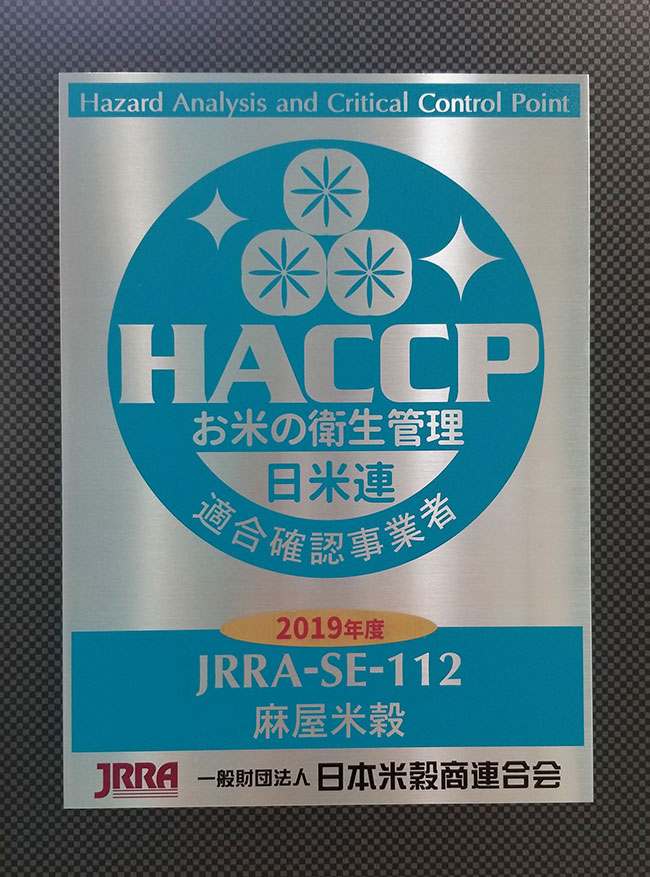 Hazard Analysis and Critical Control Point
HACCP
お米の衛生管理
日米連
適合確認事業者
2019年度
JRRA-SE-112
麻屋米穀
JRRA 一般財団法人 日本米穀商連合会